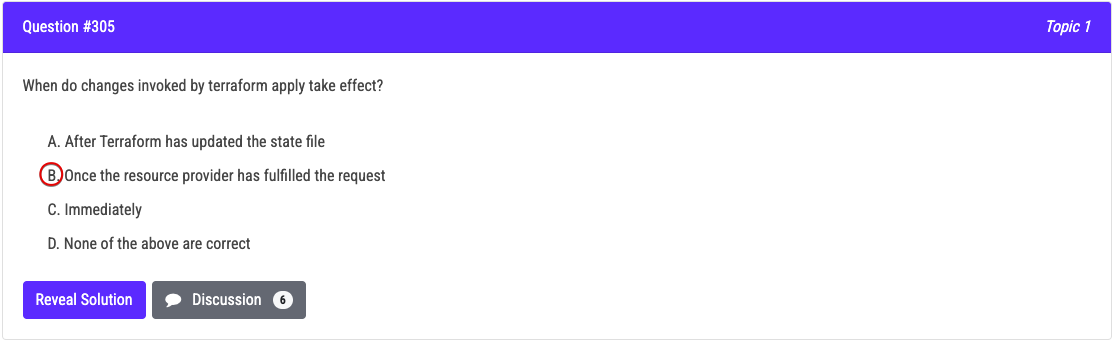 Question #305
Topic 1
When do changes invoked by terraform apply take effect?
A. After Terraform has updated the state file
B. Once the resource provider has fulfilled the request
C. Immediately
D. None of the above are correct
Reveal Solution
Discussion 6